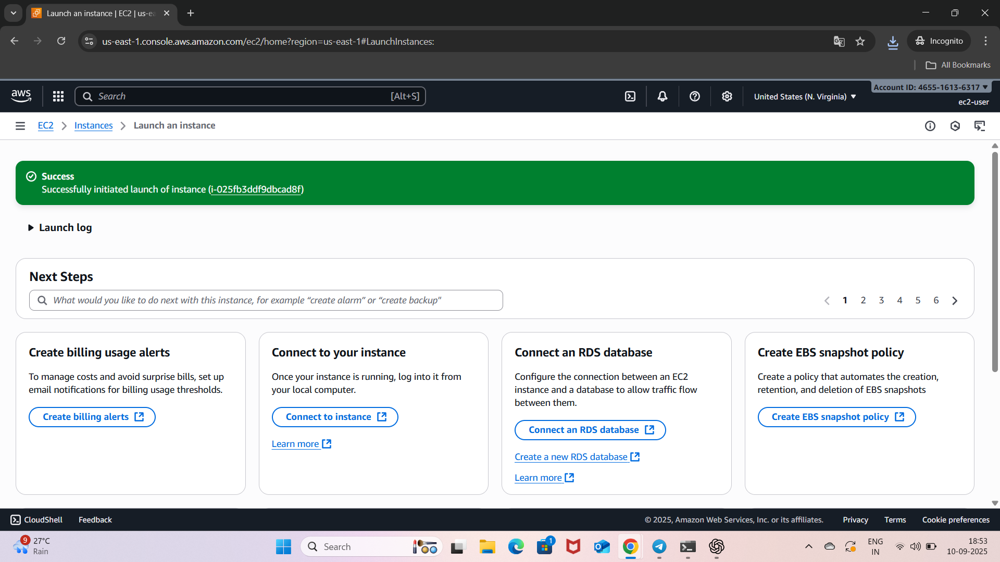 Launch an instance | EC2 | us-ea
us-east-1.console.aws.amazon.com/ec2/home?region=us-east-1#LaunchInstances:
Incognito
All Bookmarks
aws
Search
[Alt+S]
United States (N. Virginia)
Account ID: 4655-1613-6317
ec2-user
EC2
Instances
Launch an instance
Success
Successfully initiated launch of instance (i-025fb3ddf9dbcad8f)
Launch log
Next Steps
What would you like to do next with this instance, for example “create alarm” or “create backup"
1 2 3 4 5 6
Create billing usage alerts
To manage costs and avoid surprise bills, set up
email notifications for billing usage thresholds.
Create billing alerts
Connect to your instance
Once your instance is running, log into it from
your local computer.
Connect to instance
Learn more
Connect an RDS database
Configure the connection between an EC2
instance and a database to allow traffic flow
between them.
Connect an RDS database
Create a new RDS database
Learn more
Create EBS snapshot policy
Create a policy that automates the creation,
retention, and deletion of EBS snapshots
Create EBS snapshot policy
CloudShell
Feedback
© 2025, Amazon Web Services, Inc. or its affiliates.
Privacy
Terms
Cookie preferences
9
27°C
Rain
Search
1
ENG
IN
18:53
10-09-2025